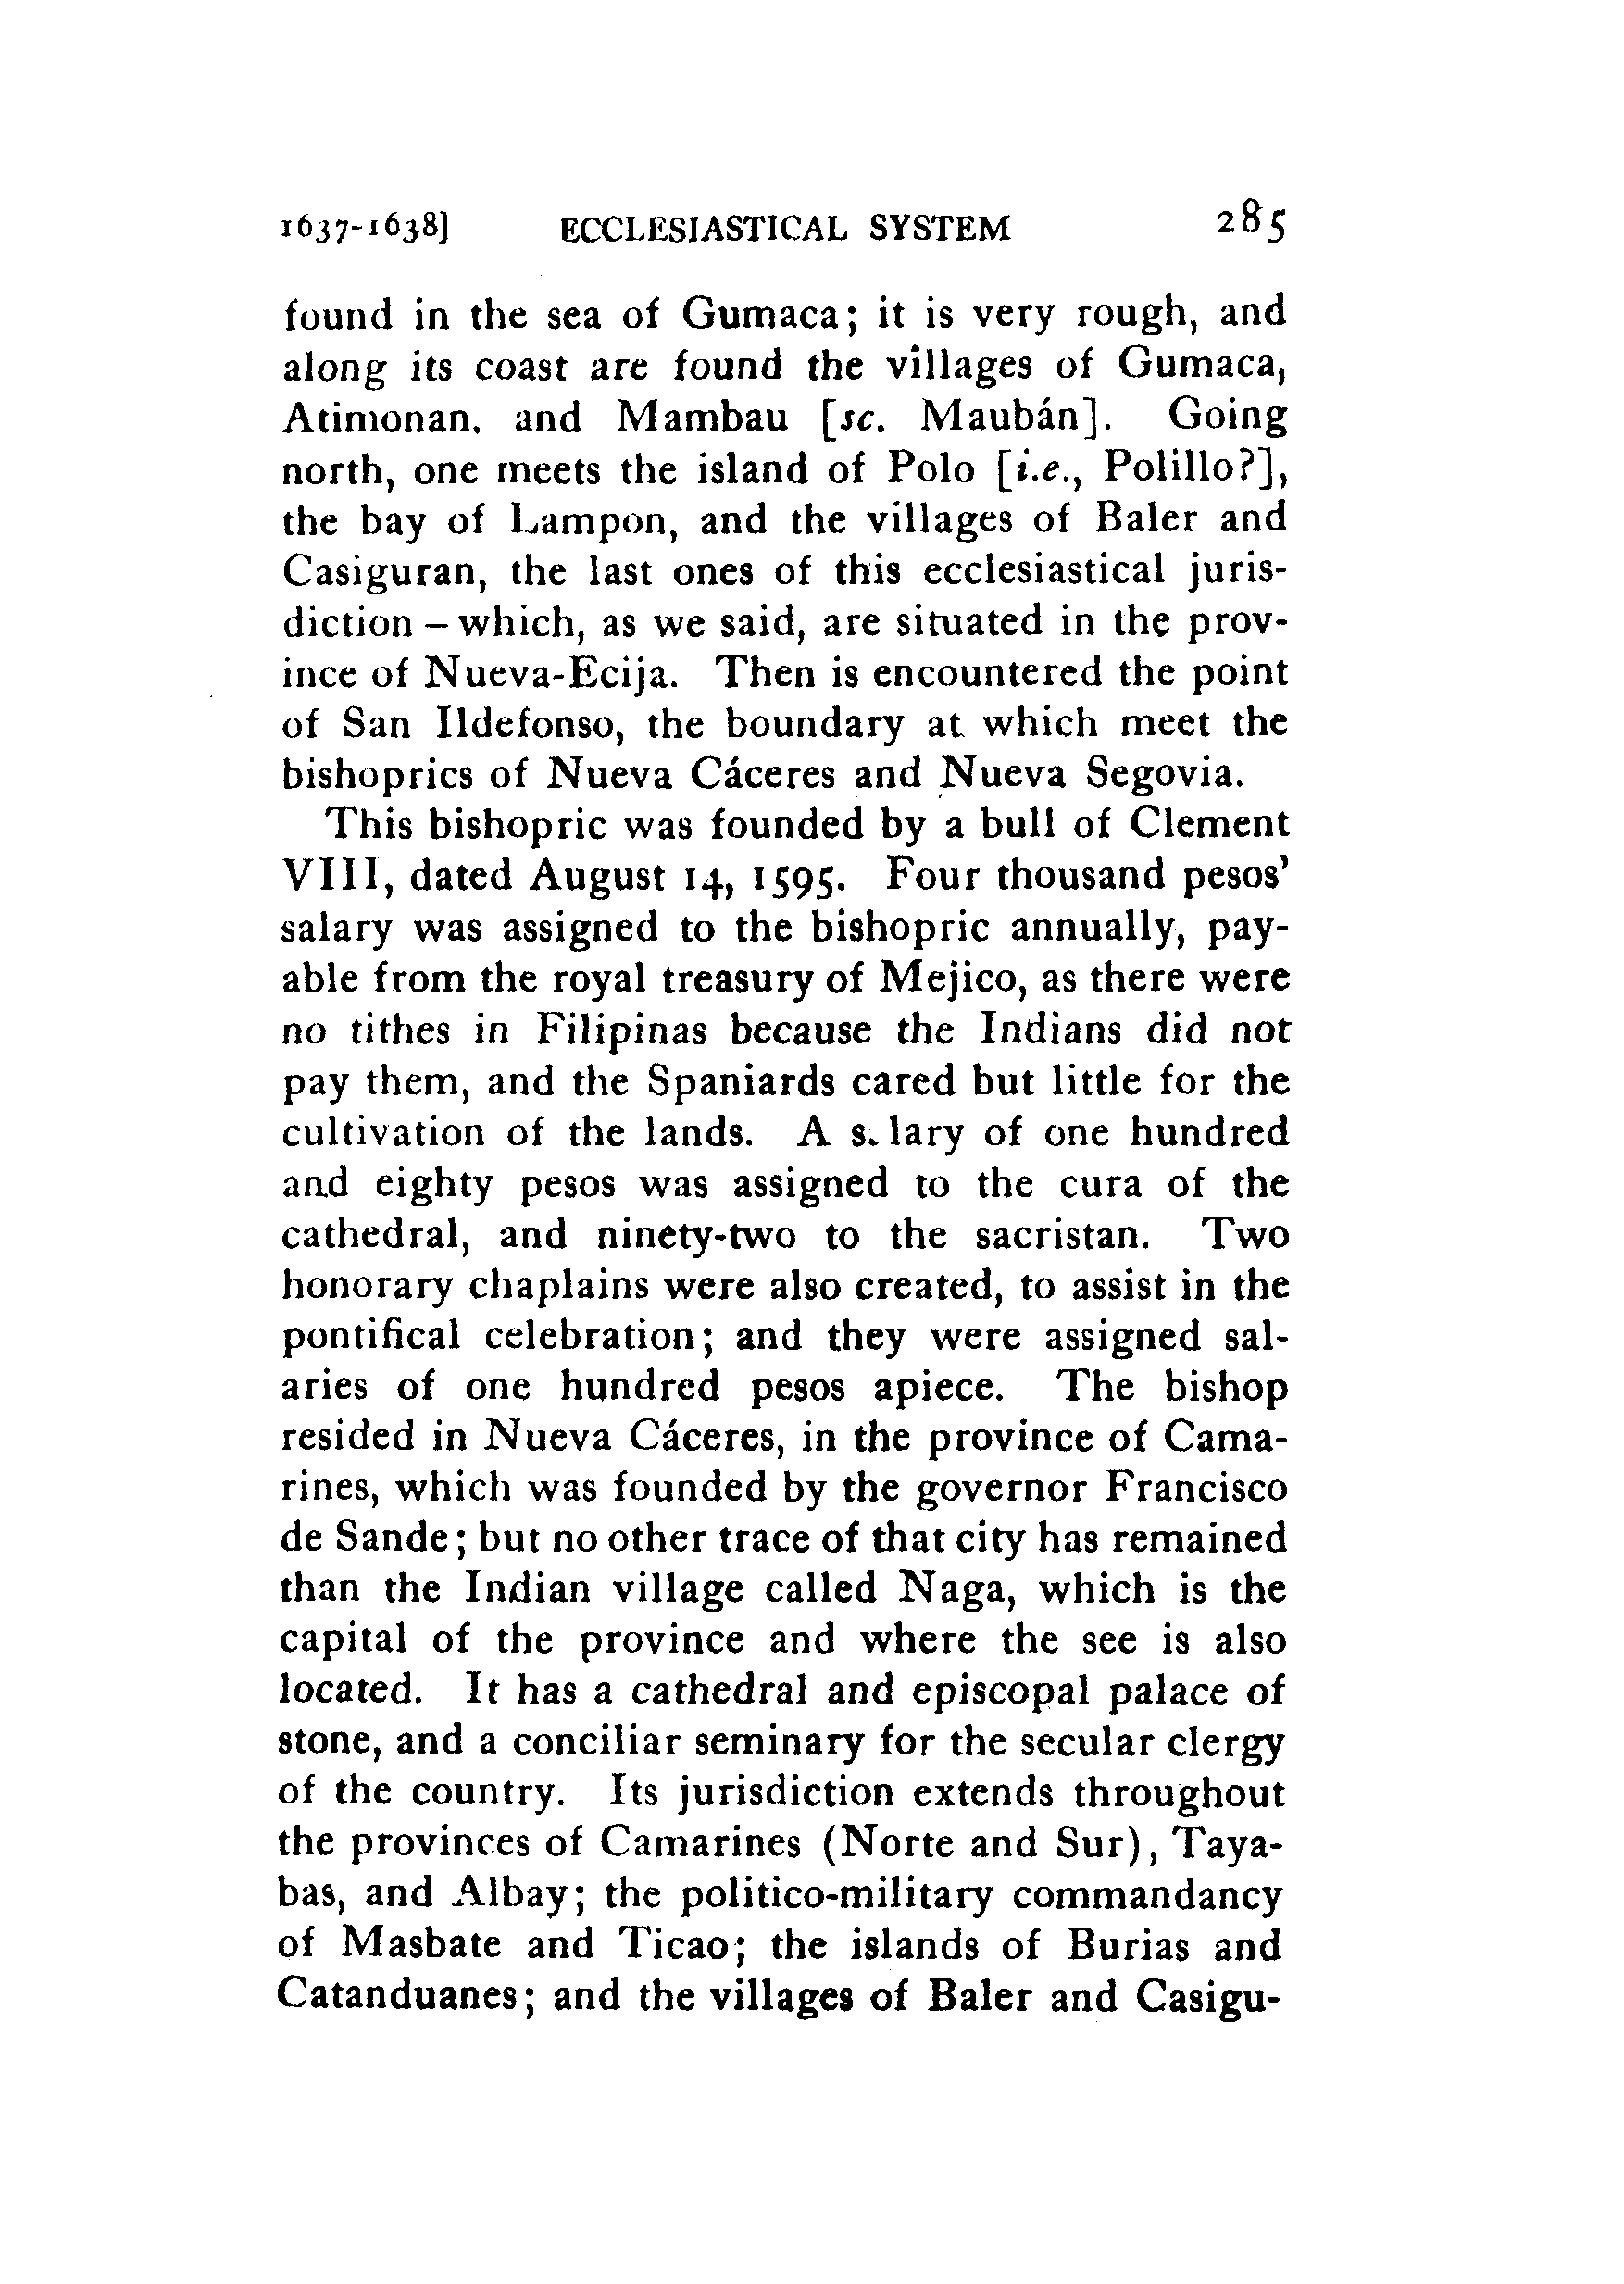 1637-1638] ECCLESIASTICAL SYSTEM 285
found in the sea of Gumaca; it is very rough, and
along its coast are found the villages of Gumaca,
Atimonan, and Mambau [sc. Maubán]. Going
north, one meets the island of Polo [i.e., Polillo?],
the bay of Lampon, and the villages of Baler and
Casiguran, the last ones of this ecclesiastical juris-
diction – which, as we said, are situated in the prov-
ince of Nueva-Ecija. Then is encountered the point
of San Ildefonso, the boundary at which meet the
bishoprics of Nueva Cáceres and Nueva Segovia.
This bishopric was founded by a bull of Clement
VIII, dated August 14, 1595. Four thousand pesos'
salary was assigned to the bishopric annually, pay-
able from the royal treasury of Mejico, as there were
no tithes in Filipinas because the Indians did not
pay them, and the Spaniards cared but little for the
cultivation of the lands. A salary of one hundred
and eighty pesos was assigned to the cura of the
cathedral, and ninety-two to the sacristan. Two
honorary chaplains were also created, to assist in the
pontifical celebration; and they were assigned sal-
aries of one hundred pesos apiece. The bishop
resided in Nueva Cáceres, in the province of Cama-
rines, which was founded by the governor Francisco
de Sande; but no other trace of that city has remained
than the Indian village called Naga, which is the
capital of the province and where the see is also
located. It has a cathedral and episcopal palace of
stone, and a conciliar seminary for the secular clergy
of the country. Its jurisdiction extends throughout
the provinces of Camarines (Norte and Sur), Taya-
bas, and Albay; the politico-military commandancy
of Masbate and Ticao; the islands of Burias and
Catanduanes; and the villages of Baler and Casigu-